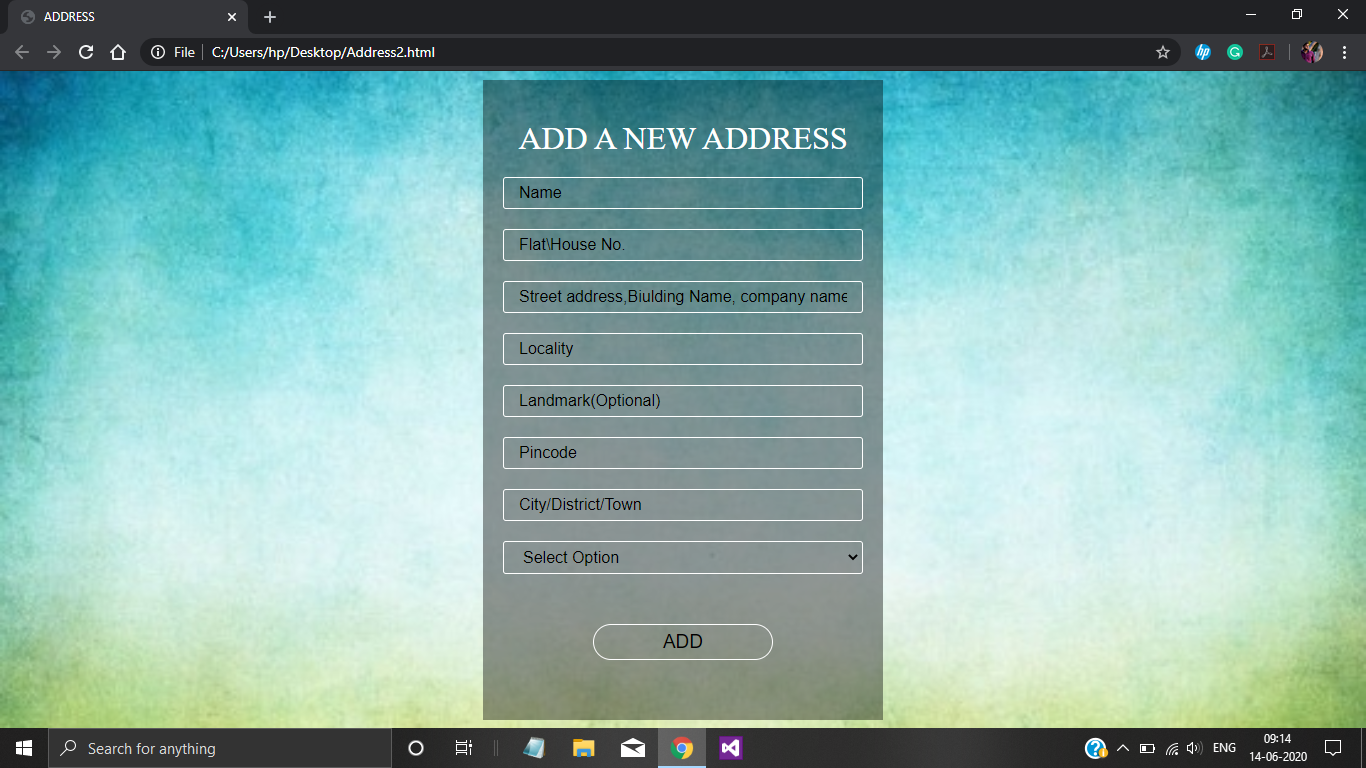 ADDRESS
File
C:/Users/hp/Desktop/Address2.html
ADD A NEW ADDRESS
Name
Flat\House No.
Street address,Biulding Name, company name
Locality
Landmark(Optional)
Pincode
City/District/Town
Select Option
ADD
Search for anything
ENG
09:14
14-06-2020